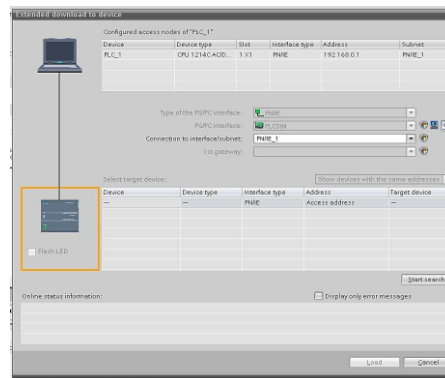 Extended download to device
Configured access nodes of "PLC_1"
Device Device type Slot Interface type Address Subnet
PLC_1 CPU 1214C AC/D... 1 X1 PN/IE 192.168.0.1 PN/IE_1
Type of the PG/PC interface: PN/IE
PG/PC interface: PLCSIM
Connection to interface/subnet: PN/IE_1
1st gateway:
Select target device: Show devices with the same addresses
Device Device type Interface type Address Target device
— — PN/IE Access address —
Flash LED
Start search
Online status information: Display only error messages
Load Cancel